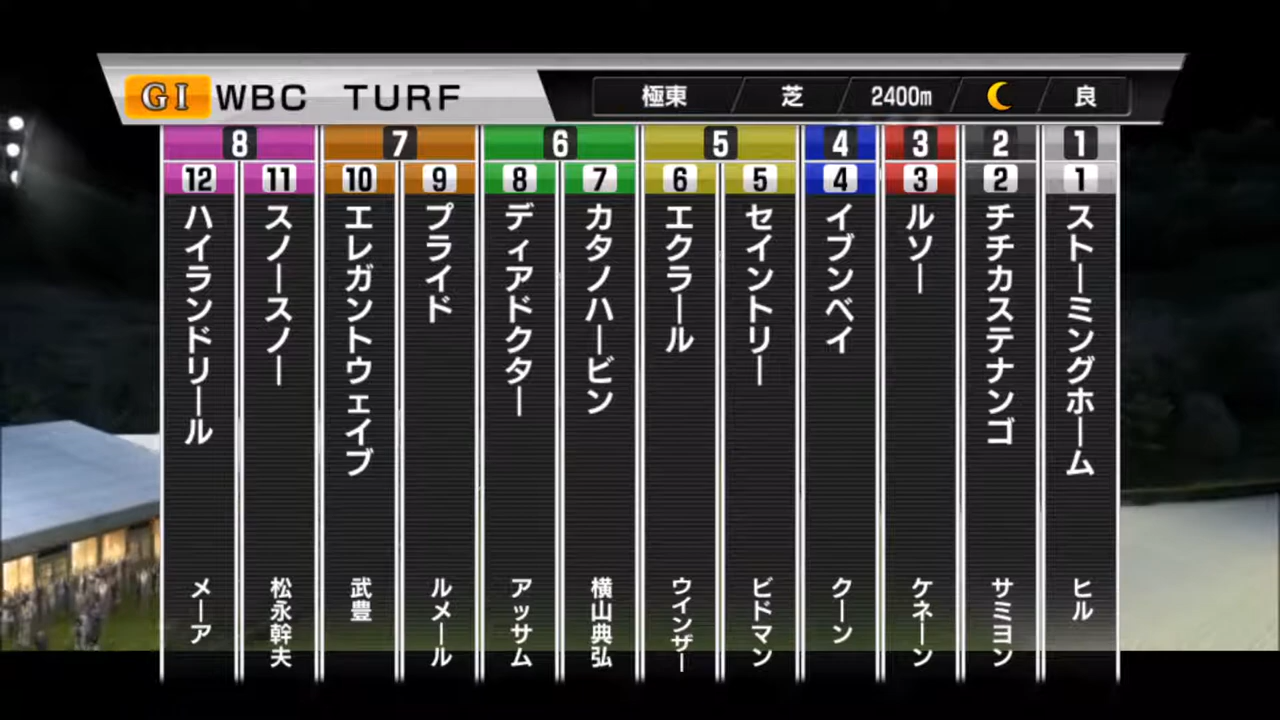 GI WBC TURF 極東 芝 2400m 良
8 7 6 5 4 3 2 1
12 11 10 9 8 7 6 5 4 3 2 1
ストーミングホーム
ヒル
チチカステナンゴ
サミヨン
ルソー
ケネーン
イブンベイ
クーン
セイントリー
ビドマン
エクラール
ウインザー
カタノハービン
横山典弘
ディアドクター
アッサム
プライド
ルメール
エレガントウェイブ
武豊
スノースノー
松永幹夫
ハイランドリール
メーア